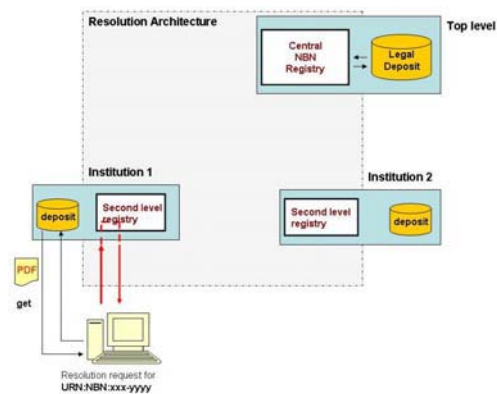 Resolution Architecture
Top level
Central
NBN
Registry
Legal
Deposit
Institution 1
deposit
Second level
registry
Institution 2
Second level
registry
deposit
PDF
get
Resolution request for
URN:NBN:xxx-yyyy